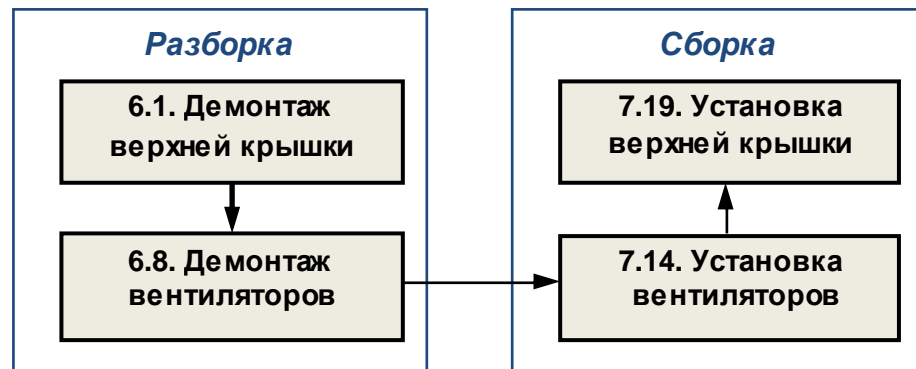 Разборка
6.1. Демонтаж
верхней крышки
6.8. Демонтаж
вентиляторов
Сборка
7.19. Установка
верхней крышки
7.14. Установка
вентиляторов